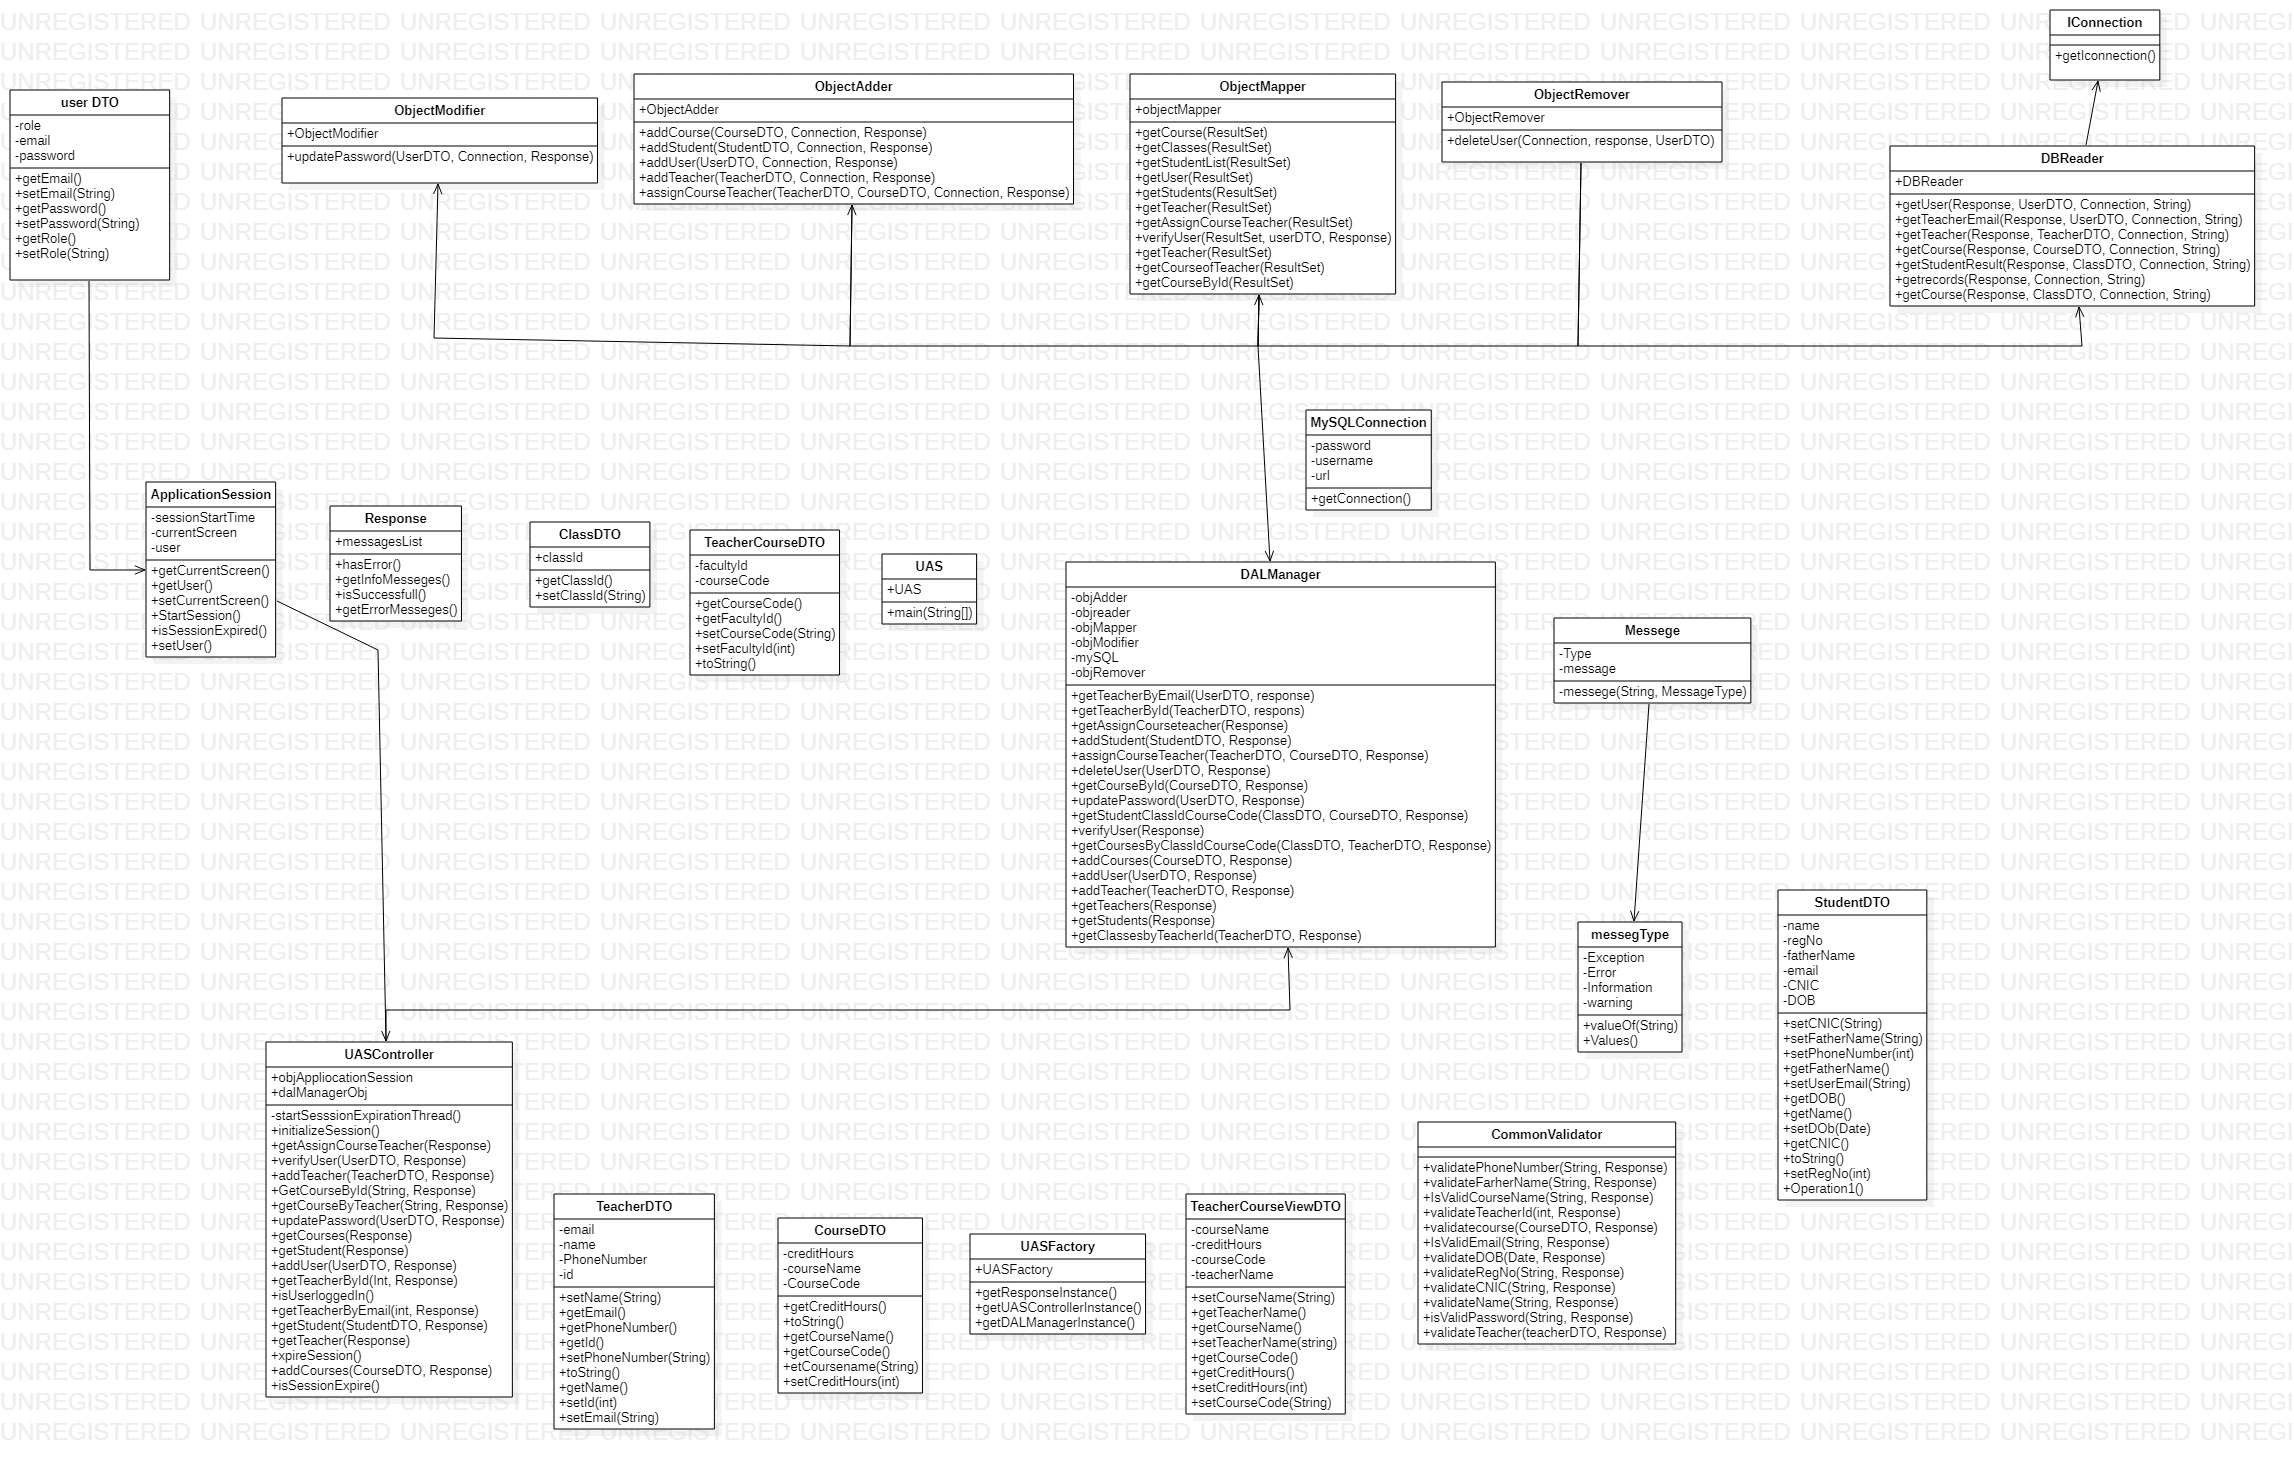 IConnection
+getIconnection()
user DTO
-role
-email
-password
+getEmail()
+setEmail(String)
+getPassword()
+setPassword(String)
+getRole()
+setRole(String)
ObjectModifier
+ObjectModifier
+updatePassword(UserDTO, Connection, Response)
ObjectAdder
+ObjectAdder
+addCourse(CourseDTO, Connection, Response)
+addStudent(StudentDTO, Connection, Response)
+addUser(UserDTO, Connection, Response)
+addTeacher(TeacherDTO, Connection, Response)
+assignCourseTeacher(TeacherDTO, CourseDTO, Connection, Response)
ObjectMapper
+objectMapper
+getCourse(ResultSet)
+getClasses(ResultSet)
+getStudentList(ResultSet)
+getUser(ResultSet)
+getStudents(ResultSet)
+getTeacher(ResultSet)
+getAssignCourseTeacher(ResultSet)
+verifyUser(ResultSet, userDTO, Response)
+getTeacher(ResultSet)
+getCourseofTeacher(ResultSet)
+getCourseById(ResultSet)
ObjectRemover
+ObjectRemover
+deleteUser(Connection, response, UserDTO)
DBReader
+DBReader
+getUser(Response, UserDTO, Connection, String)
+getTeacherEmail(Response, UserDTO, Connection, String)
+getTeacher(Response, TeacherDTO, Connection, String)
+getCourse(Response, CourseDTO, Connection, String)
+getStudentResult(Response, ClassDTO, Connection, String)
+getrecords(Response, Connection, String)
+getCourse(Response, ClassDTO, Connection, String)
MySQLConnection
-password
-username
-url
+getConnection()
ApplicationSession
-sessionStartTime
-currentScreen
-user
+getCurrentScreen()
+getUser()
+setCurrentScreen()
+StartSession()
+isSessionExpired()
+setUser()
Response
+messagesList
+hasError()
+getInfoMesseges()
+isSuccessfull()
+getErrorMesseges()
ClassDTO
+classId
+getClassId()
+setClassId(String)
TeacherCourseDTO
-facultyId
-courseCode
+getCourseCode()
+getFacultyId()
+setCourseCode(String)
+setFacultyId(int)
+toString()
UAS
+UAS
+main(String[])
DALManager
-objAdder
-objreader
-objMapper
-objModifier
-mySQL
-objRemover
+getTeacherByEmail(UserDTO, response)
+getTeacherById(TeacherDTO, respons)
+getAssignCourseteacher(Response)
+addStudent(StudentDTO, Response)
+assignCourseTeacher(TeacherDTO, CourseDTO, Response)
+deleteUser(UserDTO, Response)
+getCourseById(CourseDTO, Response)
+updatePassword(UserDTO, Response)
+getStudentClassIdCourseCode(ClassDTO, CourseDTO, Response)
+verifyUser(Response)
+getCoursesByClassIdCourseCode(ClassDTO, TeacherDTO, Response)
+addCourses(CourseDTO, Response)
+addUser(UserDTO, Response)
+addTeacher(TeacherDTO, Response)
+getTeachers(Response)
+getStudents(Response)
+getClassesbyTeacherId(TeacherDTO, Response)
Messege
-Type
-message
-messege(String, MessageType)
messegType
-Exception
-Error
-Information
-warning
+valueOf(String)
+Values()
StudentDTO
-name
-regNo
-fatherName
-email
-CNIC
-DOB
+setCNIC(String)
+setFatherName(String)
+setPhoneNumber(int)
+getFatherName()
+setUserEmail(String)
+getDOB()
+getName()
+setDOb(Date)
+getCNIC()
+toString()
+setRegNo(int)
+Operation1()
UASController
+objAppliocationSession
+dalManagerObj
-startSesssionExpirationThread()
+initializeSession()
+getAssignCourseTeacher(Response)
+verifyUser(UserDTO, Response)
+addTeacher(TeacherDTO, Response)
+GetCourseById(String, Response)
+getCourseByTeacher(String, Response)
+updatePassword(UserDTO, Response)
+getCourses(Response)
+getStudent(Response)
+addUser(UserDTO, Response)
+getTeacherById(Int, Response)
+isUserloggedIn()
+getTeacherByEmail(int, Response)
+getStudent(StudentDTO, Response)
+getTeacher(Response)
+xpireSession()
+addCourses(CourseDTO, Response)
+isSessionExpire()
TeacherDTO
-email
-name
-PhoneNumber
-id
+setName(String)
+getEmail()
+getPhoneNumber()
+getId()
+setPhoneNumber(String)
+toString()
+getName()
+setId(int)
+setEmail(String)
CourseDTO
-creditHours
-courseName
-CourseCode
+getCreditHours()
+toString()
+getCourseName()
+getCourseCode()
+etCoursename(String)
+setCreditHours(int)
UASFactory
+UASFactory
+getResponseInstance()
+getUASControllerInstance()
+getDALManagerInstance()
TeacherCourseViewDTO
-courseName
-creditHours
-courseCode
-teacherName
+setCourseName(String)
+getTeacherName()
+getCourseName()
+setTeacherName(string)
+getCourseCode()
+getCreditHours()
+setCreditHours(int)
+setCourseCode(String)
CommonValidator
+validatePhoneNumber(String, Response)
+validateFarherName(String, Response)
+IsValidCourseName(String, Response)
+validateTeacherId(int, Response)
+validatecourse(CourseDTO, Response)
+IsValidEmail(String, Response)
+validateDOB(Date, Response)
+validateRegNo(String, Response)
+validateCNIC(String, Response)
+validateName(String, Response)
+isValidPassword(String, Response)
+validateTeacher(teacherDTO, Response)
UNREGISTERED